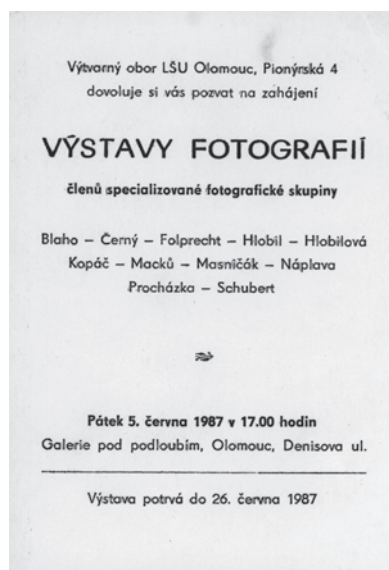 Výtvarný obor LŠU Olomouc, Pionýrská 4
dovoluje si vás pozvat na zahájení
VÝSTAVY FOTOGRAFIÍ
členů specializované fotografické skupiny
Blaho – Černý – Folprecht – Hlobil – Hlobilová
Kopáč – Macků – Masničák – Náplava
Procházka – Schubert
Pátek 5. června 1987 v 17.00 hodin
Galerie pod podloubím, Olomouc, Denisova ul.
Výstava potrvá do 26. června 1987